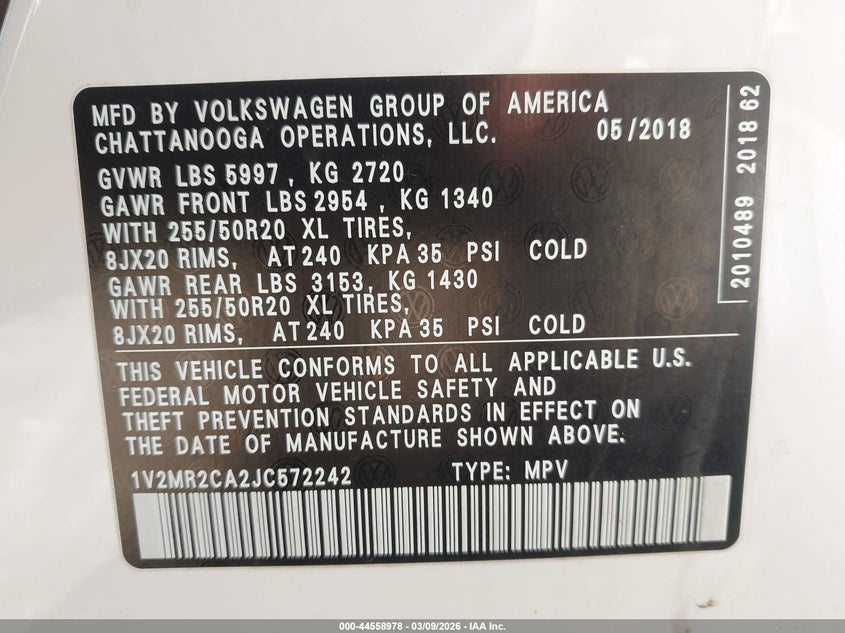 MFD BY VOLKSWAGEN GROUP OF AMERICA
CHATTANOOGA OPERATIONS, LLC. 05/2018
GVWR LBS 5997, KG 2720
GAWR FRONT LBS 2954, KG 1340
WITH 255/50R20 XL TIRES,
8JX20 RIMS, AT 240 KPA 35 PSI COLD
GAWR REAR LBS 3153, KG 1430
WITH 255/50R20 XL TIRES,
8JX20 RIMS, AT 240 KPA 35 PSI COLD
THIS VEHICLE CONFORMS TO ALL APPLICABLE U.S.
FEDERAL MOTOR VEHICLE SAFETY AND
THEFT PREVENTION STANDARDS IN EFFECT ON
THE DATE OF MANUFACTURE SHOWN ABOVE.
1V2MR2CA2JC572242 TYPE: MPV
2010489 2018 62
000-44558978 | 03/09/2026 - IAA Inc.